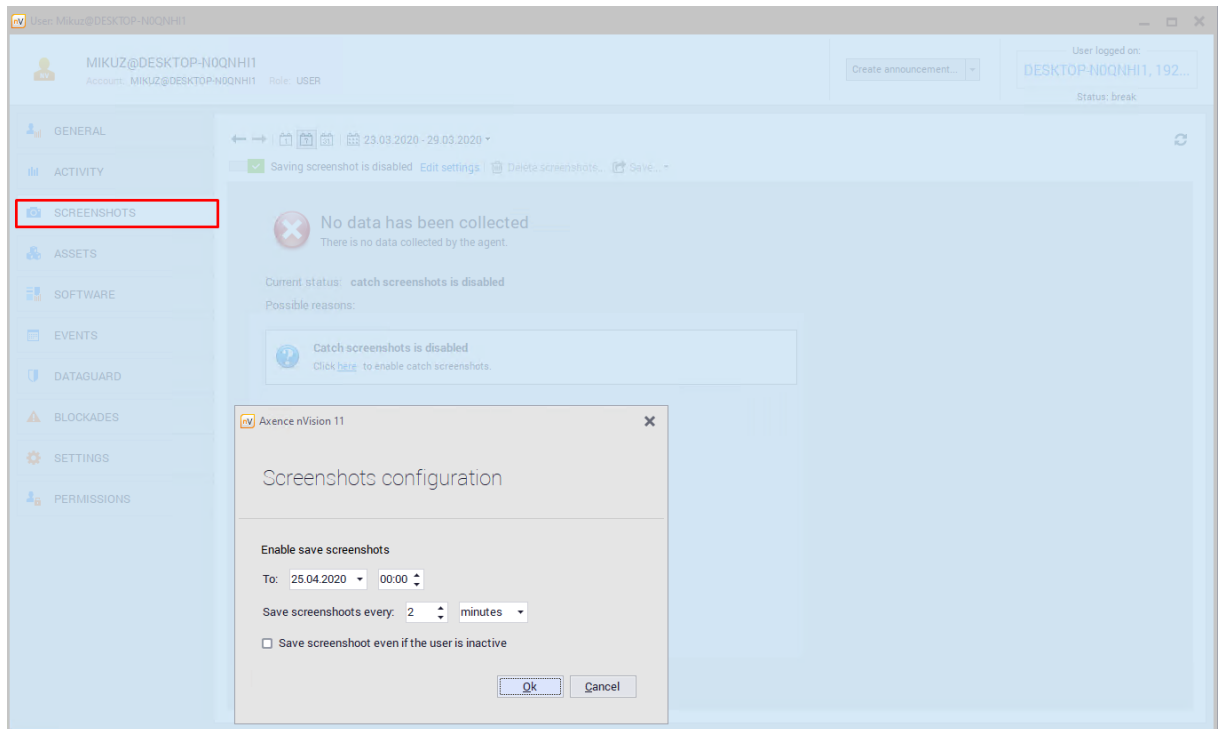 nV User: Mikuz@DESKTOP-N0QNHI1
MIKUZ@DESKTOP-N0QNHI1
Account: MIKUZ@DESKTOP-N0QNHI1 Role: USER
Create announcement...
User logged on:
DESKTOP-N0QNHI1, 192...
Status: break
GENERAL
ACTIVITY
SCREENSHOTS
ASSETS
SOFTWARE
EVENTS
DATAGUARD
BLOCKADES
SETTINGS
PERMISSIONS
23.03.2020 - 29.03.2020
Saving screenshot is disabled Edit settings Delete screenshots... Save...
No data has been collected
There is no data collected by the agent.
Current status: catch screenshots is disabled
Possible reasons:
Catch screenshots is disabled
Click here to enable catch screenshots.
nV Axence nVision 11
Screenshots configuration
Enable save screenshots
To: 25.04.2020 00:00
Save screenshoots every: 2 minutes
Save screenshoot even if the user is inactive
Ok Cancel